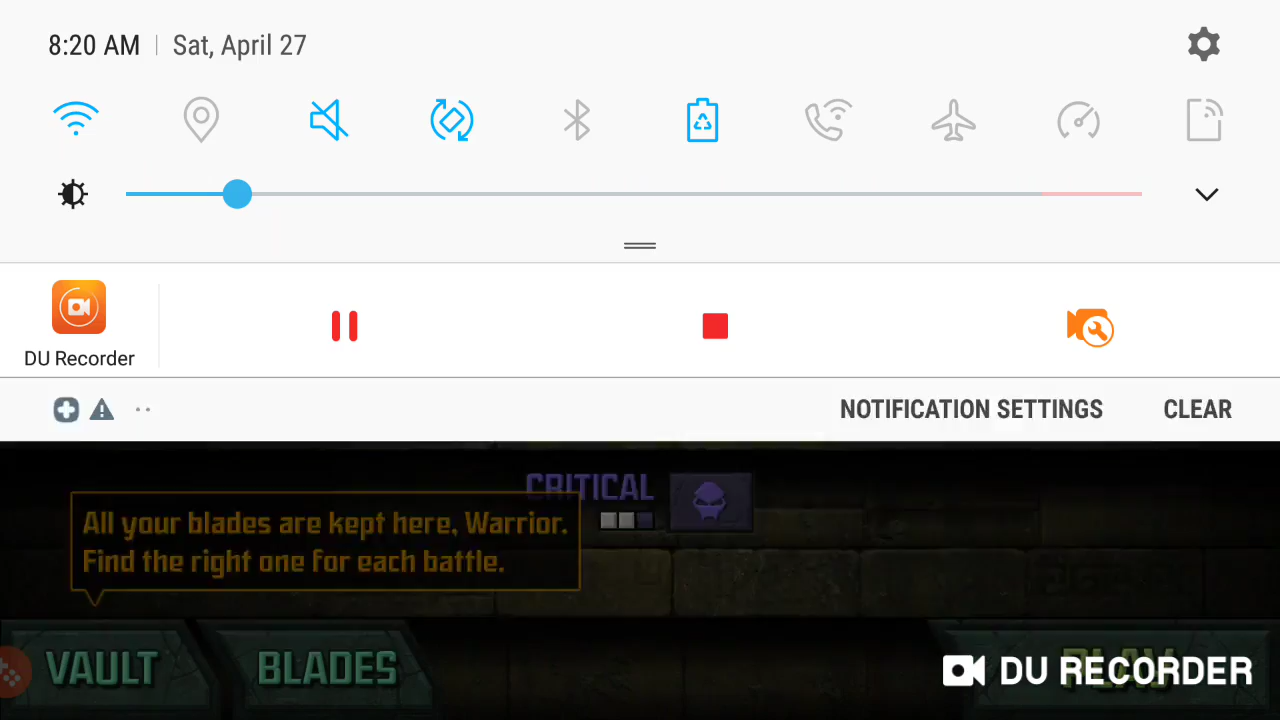 8:20 AM | Sat, April 27
DU Recorder
NOTIFICATION SETTINGS CLEAR
CRITICAL
All your blades are kept here, Warrior.
Find the right one for each battle.
VAULT BLADES PLAY
DU RECORDER